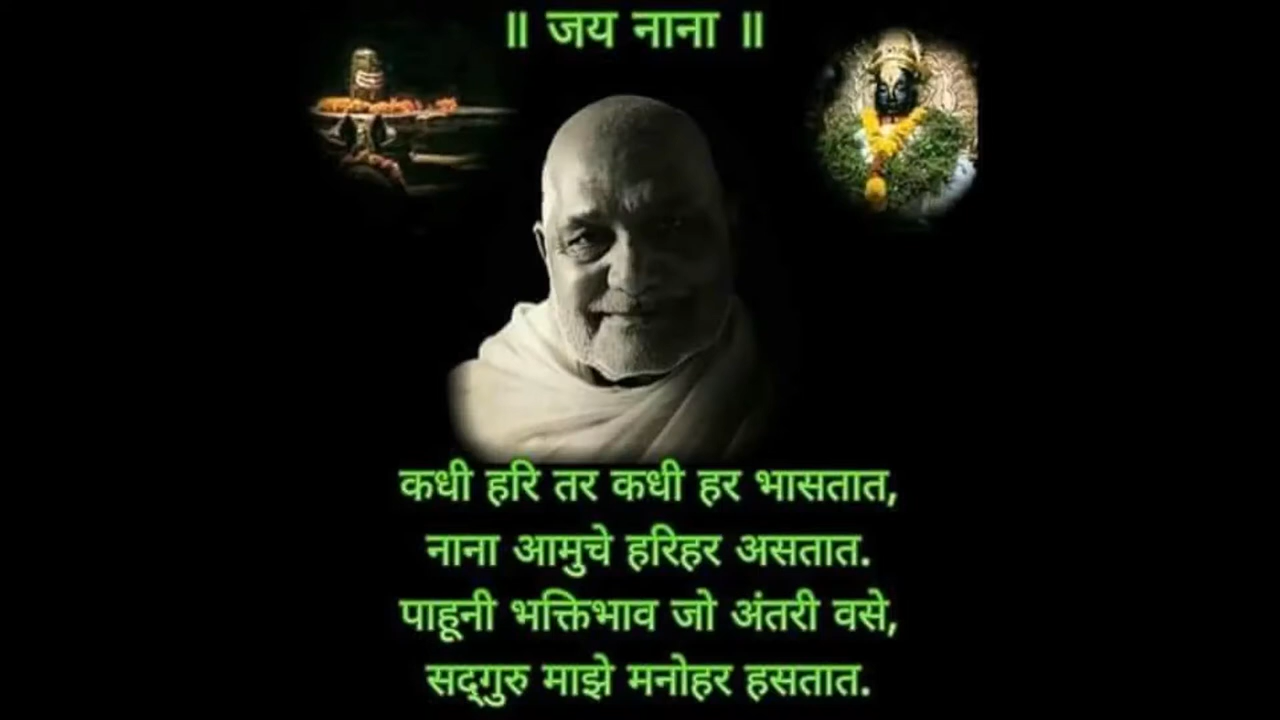 ॥ जय नाना ॥
कधी हरि तर कधी हर भासतात,
नाना आमुचे हरिहर असतात.
पाहूनी भक्तिभाव जो अंतरी वसे,
सद्‌गुरु माझे मनोहर हसतात.